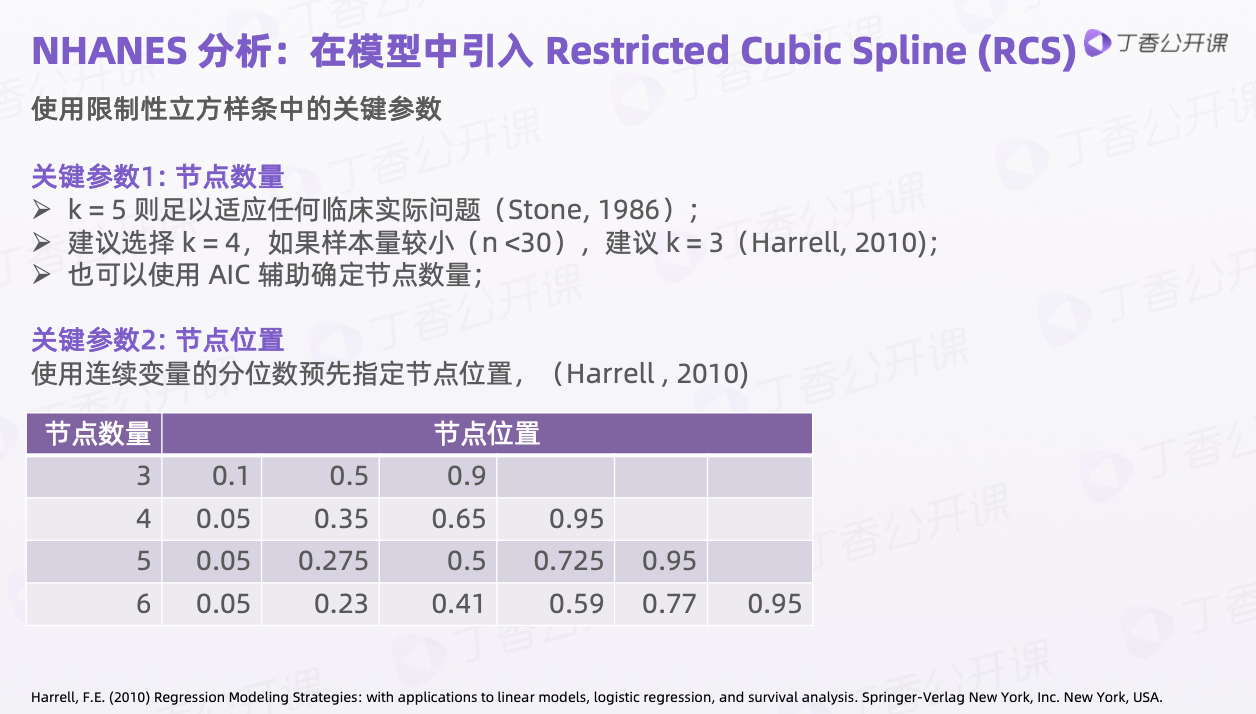 NHANES 分析：在模型中引入 Restricted Cubic Spline (RCS)
丁香公开课
使用限制性立方样条中的关键参数
关键参数1: 节点数量
➢ k = 5 则足以适应任何临床实际问题（Stone, 1986）;
➢ 建议选择 k = 4，如果样本量较小（n <30），建议 k = 3（Harrell, 2010);
➢ 也可以使用 AIC 辅助确定节点数量；
关键参数2: 节点位置
使用连续变量的分位数预先指定节点位置，（Harrell , 2010)
节点数量 节点位置
3 0.1 0.5 0.9
4 0.05 0.35 0.65 0.95
5 0.05 0.275 0.5 0.725 0.95
6 0.05 0.23 0.41 0.59 0.77 0.95
Harrell, F.E. (2010) Regression Modeling Strategies: with applications to linear models, logistic regression, and survival analysis. Springer-Verlag New York, Inc. New York, USA.